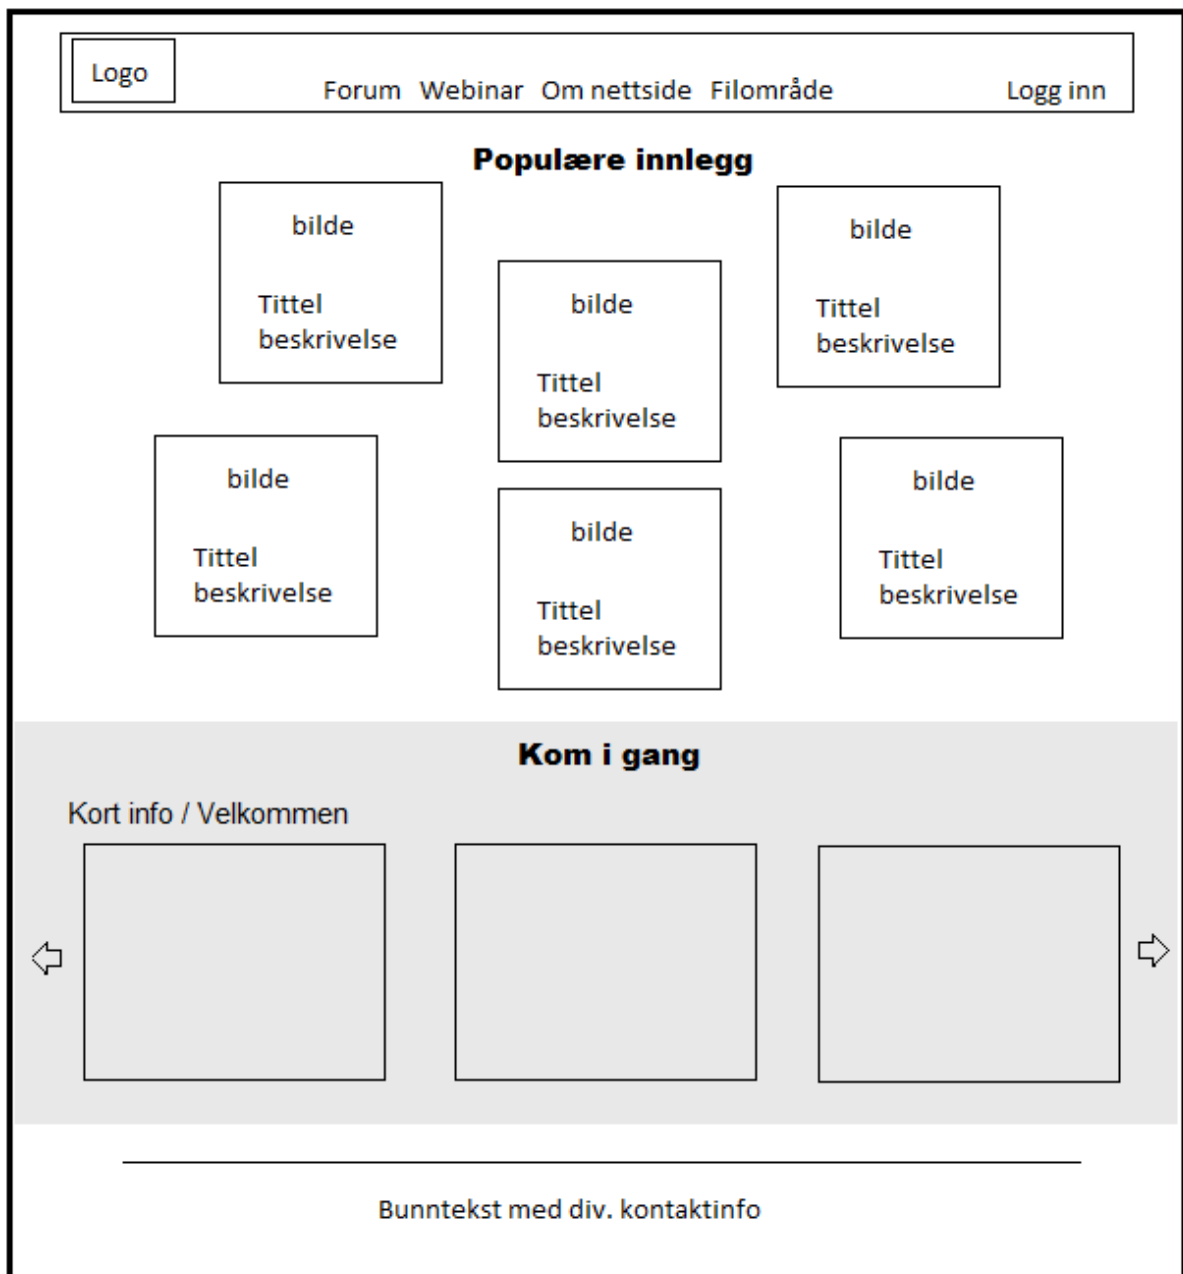 Logo
Forum Webinar Om nettside Filområde Logg inn
Populære innlegg
bilde
Tittel
beskrivelse
bilde
Tittel
beskrivelse
bilde
Tittel
beskrivelse
bilde
Tittel
beskrivelse
bilde
Tittel
beskrivelse
bilde
Tittel
beskrivelse
Kom i gang
Kort info / Velkommen
Bunntekst med div. kontaktinfo